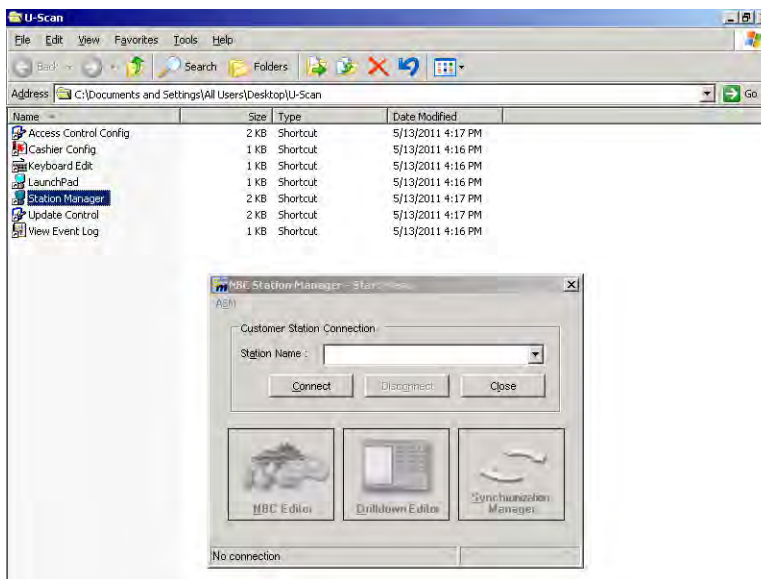 U-Scan
File Edit View Favorites Tools Help
Back Search Folders
Address C:\Documents and Settings\All Users\Desktop\U-Scan Go
Name Size Type Date Modified
Access Control Config 2 KB Shortcut 5/13/2011 4:17 PM
Cashier Config 1 KB Shortcut 5/13/2011 4:16 PM
Keyboard Edit 1 KB Shortcut 5/13/2011 4:16 PM
LaunchPad 1 KB Shortcut 5/13/2011 4:16 PM
Station Manager 2 KB Shortcut 5/13/2011 4:17 PM
Update Control 2 KB Shortcut 5/13/2011 4:17 PM
View Event Log 1 KB Shortcut 5/13/2011 4:16 PM
NBC Station Manager -
Customer Station Connection
Station Name :
Connect Disconnect Close
NBC Editor Drilldown Editor Synchronization Manager
No connection